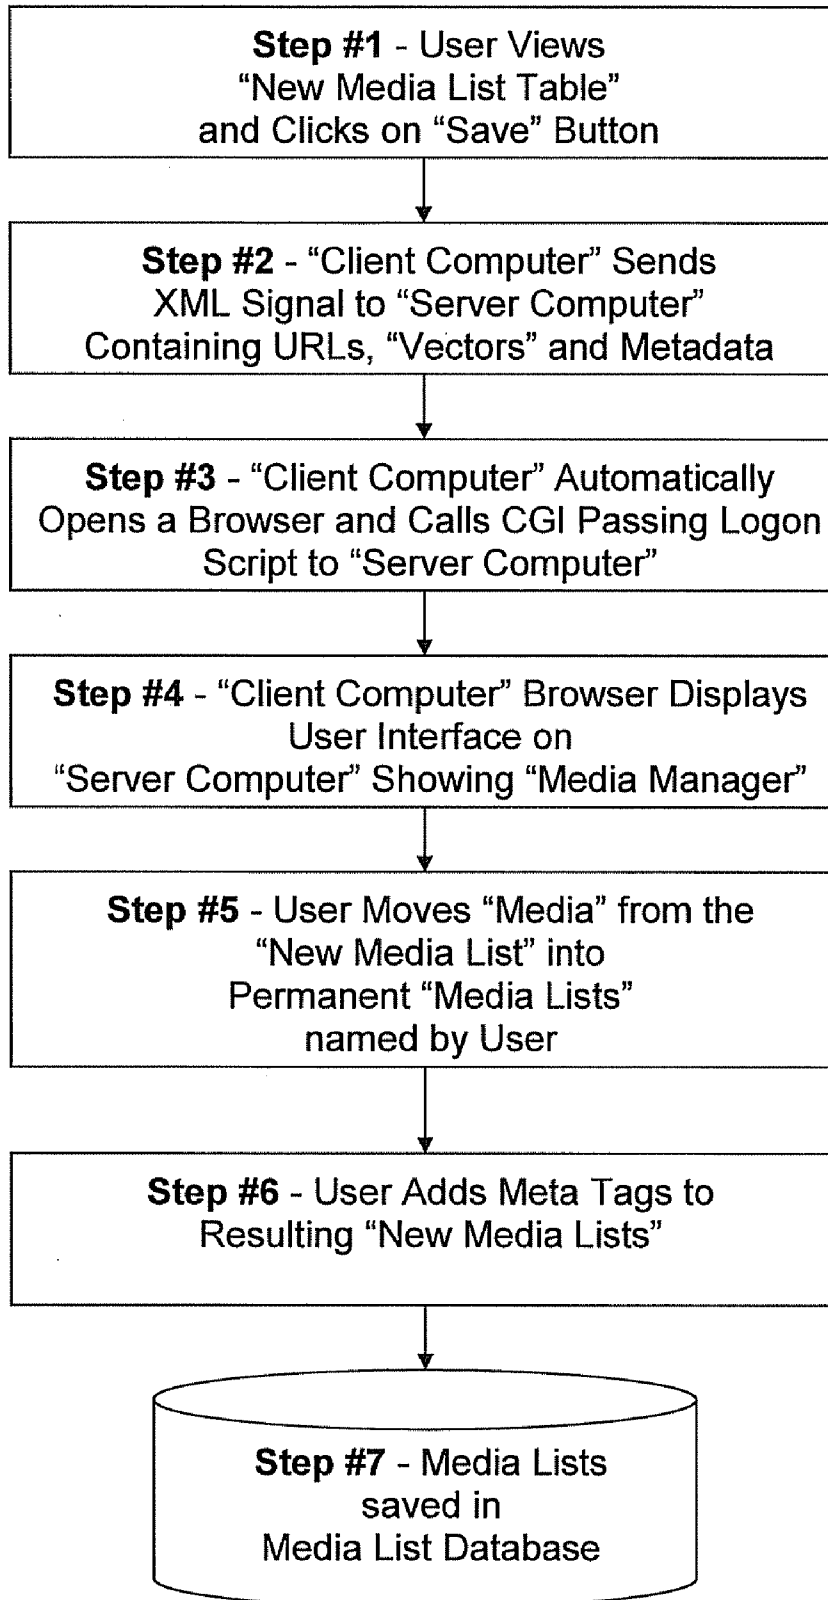 Step #1 - User Views
“New Media List Table”
and Clicks on “Save” Button
Step #2 - “Client Computer” Sends
XML Signal to “Server Computer”
Containing URLs, “Vectors” and Metadata
Step #3 - “Client Computer” Automatically
Opens a Browser and Calls CGI Passing Logon
Script to “Server Computer”
Step #4 - “Client Computer” Browser Displays
User Interface on
“Server Computer” Showing “Media Manager”
Step #5 - User Moves “Media” from the
“New Media List” into
Permanent “Media Lists”
named by User
Step #6 - User Adds Meta Tags to
Resulting “New Media Lists”
Step #7 - Media Lists
saved in
Media List Database